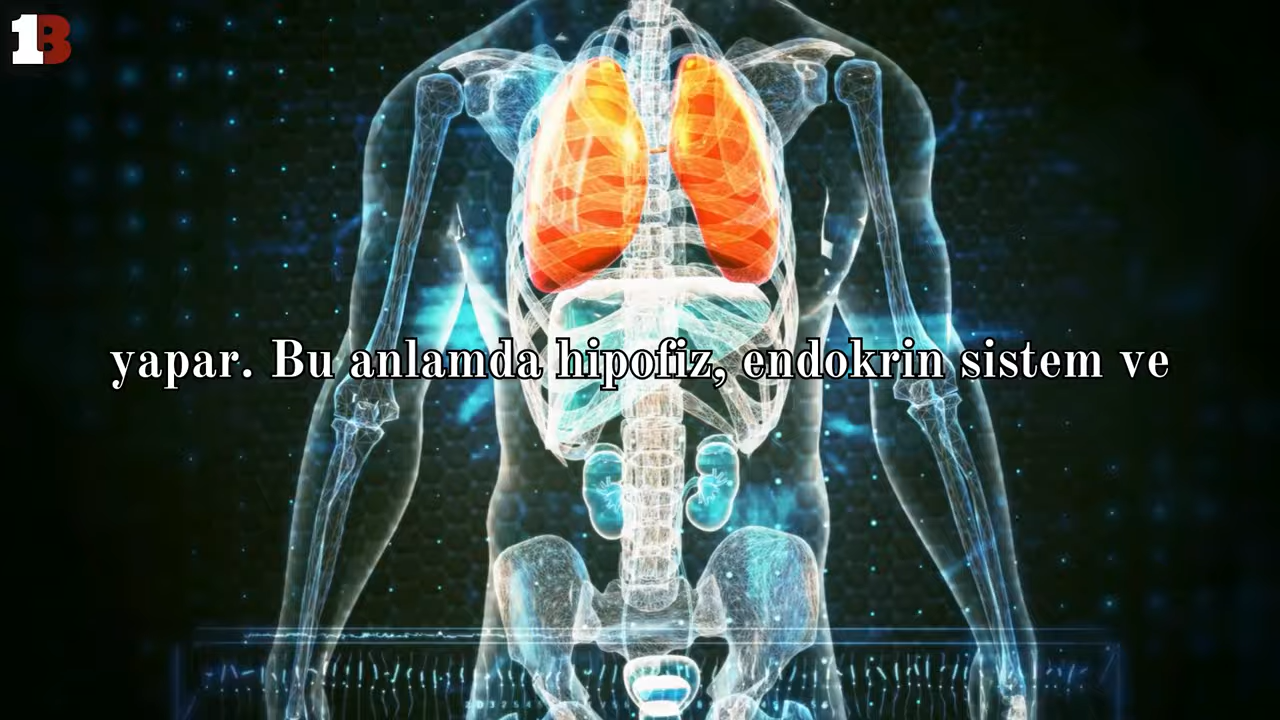 1B
yapar. Bu anlamda hipofiz, endokrin sistem ve